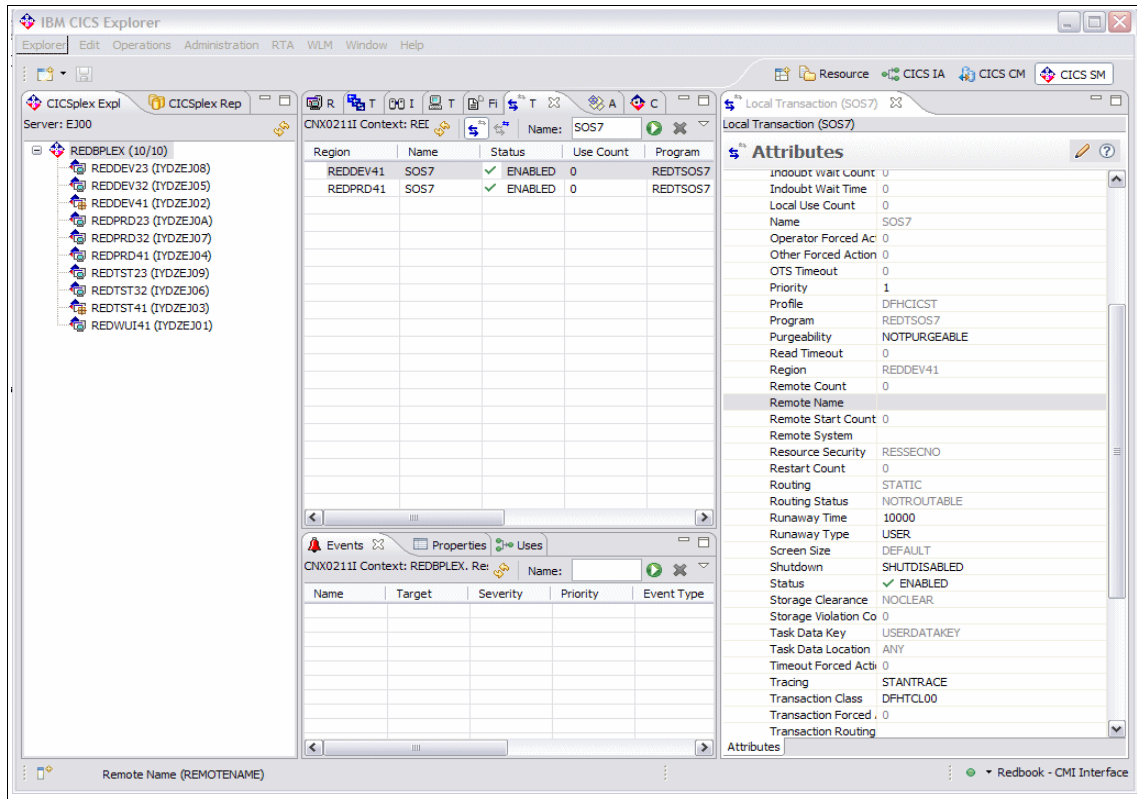 IBM CICS Explorer
Explorer Edit Operations Administration RTA WLM Window Help
Resource CICS IA CICS CM CICS SM
CICSplex Expl CICSplex Rep
Server: EJ00
REDBPLEX (10/10)
REDDEV23 (IYDZEJ08)
REDDEV32 (IYDZEJ05)
REDDEV41 (IYDZEJ02)
REDPRD23 (IYDZEJ0A)
REDPRD32 (IYDZEJ07)
REDPRD41 (IYDZEJ04)
REDTST23 (IYDZEJ09)
REDTST32 (IYDZEJ06)
REDTST41 (IYDZEJ03)
REDWUI41 (IYDZEJ01)
R T I T Fi T A C
CNX0211I Context: REI Name: SOS7
Region Name Status Use Count Program
REDDEV41 SOS7 ENABLED 0 REDTSOS7
REDPRD41 SOS7 ENABLED 0 REDTSOS7
Events Properties Uses
CNX0211I Context: REDBPLEX. Re: Name:
Name Target Severity Priority Event Type
Local Transaction (SOS7)
Local Transaction (SOS7)
Attributes
Indoubt Wait Count 0
Indoubt Wait Time 0
Local Use Count 0
Name SOS7
Operator Forced Act 0
Other Forced Action 0
OTS Timeout 0
Priority 1
Profile DFHCICST
Program REDTSOS7
Purgeability NOTPURGEABLE
Read Timeout 0
Region REDDEV41
Remote Count 0
Remote Name
Remote Start Count 0
Remote System
Resource Security RESSECNO
Restart Count 0
Routing STATIC
Routing Status NOTROUTABLE
Runaway Time 10000
Runaway Type USER
Screen Size DEFAULT
Shutdown SHUTDISABLED
Status ENABLED
Storage Clearance NOCLEAR
Storage Violation Co 0
Task Data Key USERDATAKEY
Task Data Location ANY
Timeout Forced Acti 0
Tracing STANTRACE
Transaction Class DFHTCL00
Transaction Forced 0
Transaction Routing
Attributes
Remote Name (REMOTENAME)
Redbook - CMI Interface